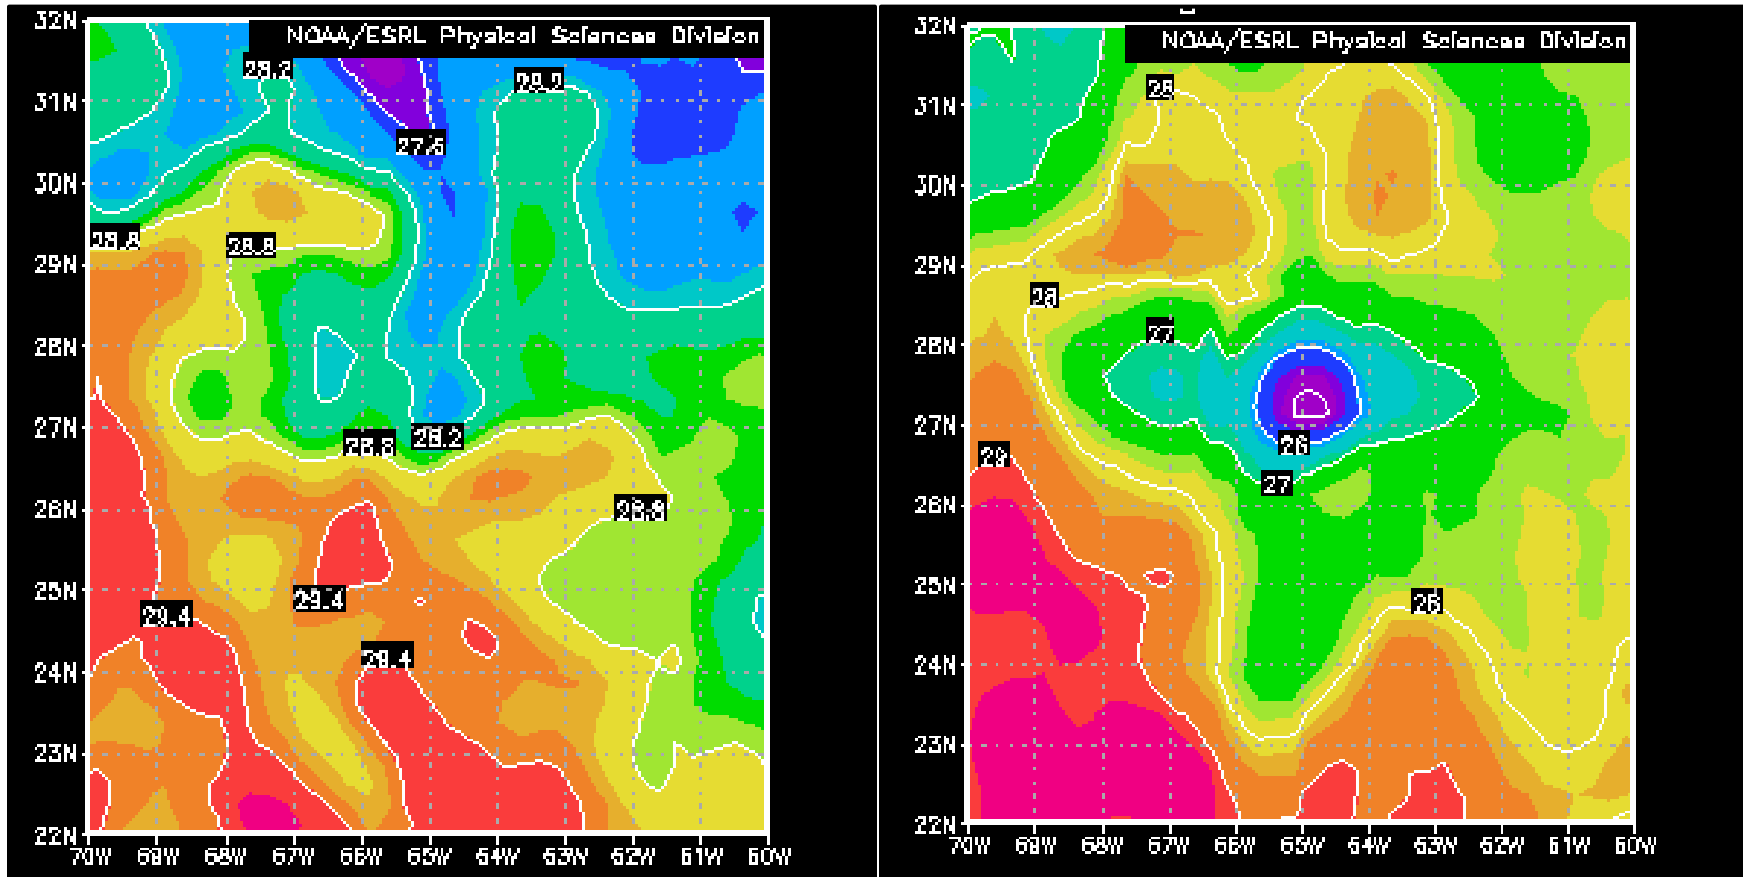 32N
NOAA/ESRL Physical Sciences Division
28.2
28.2
31N
27.6
30N
28.8
28.8
29N
28N
27N
28.8
28.2
26N
28.8
25N
29.4
29.4
24N
29.4
23N
22N
70W 69W 68W 67W 66W 65W 64W 63W 62W 61W 60W
32N
NOAA/ESRL Physical Sciences Division
28
31N
30N
29N
28
27
28N
27N
26
29
27
26N
25N
28
24N
23N
22N
70W 69W 68W 67W 66W 65W 64W 63W 62W 61W 60W